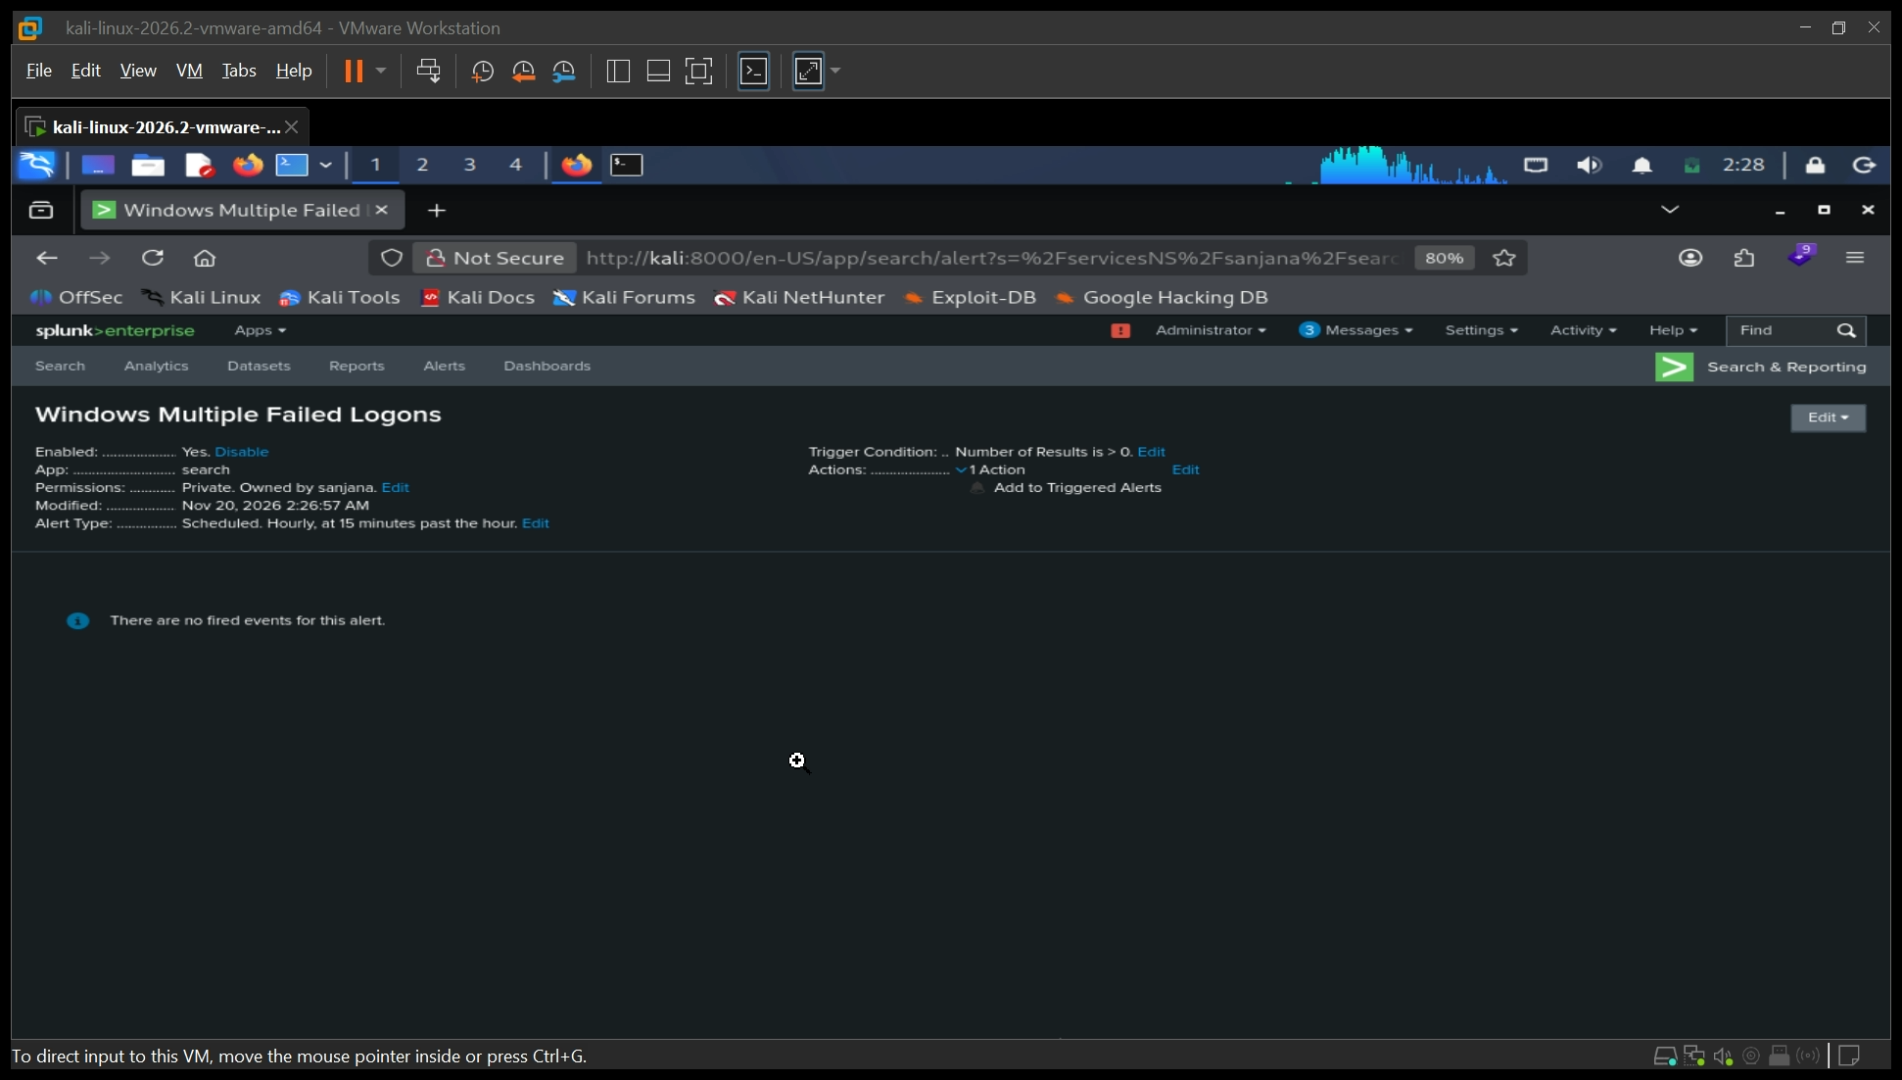 kali-linux-2026.2-vmware-amd64 - VMware Workstation
File Edit View VM Tabs Help
kali-linux-2026.2-vmware-...
1 2 3 4 2:28
Windows Multiple Failed
Not Secure http://kali:8000/en-US/app/search/alert?s=%2FservicesNS%2Fsanjana%2Fsearc 80% 9
OffSec Kali Linux Kali Tools Kali Docs Kali Forums Kali NetHunter Exploit-DB Google Hacking DB
splunk>enterprise Apps ! Administrator 3 Messages Settings Activity Help Find
Search Analytics Datasets Reports Alerts Dashboards > Search & Reporting
Windows Multiple Failed Logons Edit
Enabled: .................... Yes. Disable Trigger Condition: .. Number of Results is > 0. Edit
App: ............................ search Actions: ...................... 1 Action Edit
Permissions: ............ Private. Owned by sanjana. Edit Add to Triggered Alerts
Modified: ................... Nov 20, 2026 2:26:57 AM
Alert Type: ................ Scheduled. Hourly, at 15 minutes past the hour. Edit
There are no fired events for this alert.
To direct input to this VM, move the mouse pointer inside or press Ctrl+G.